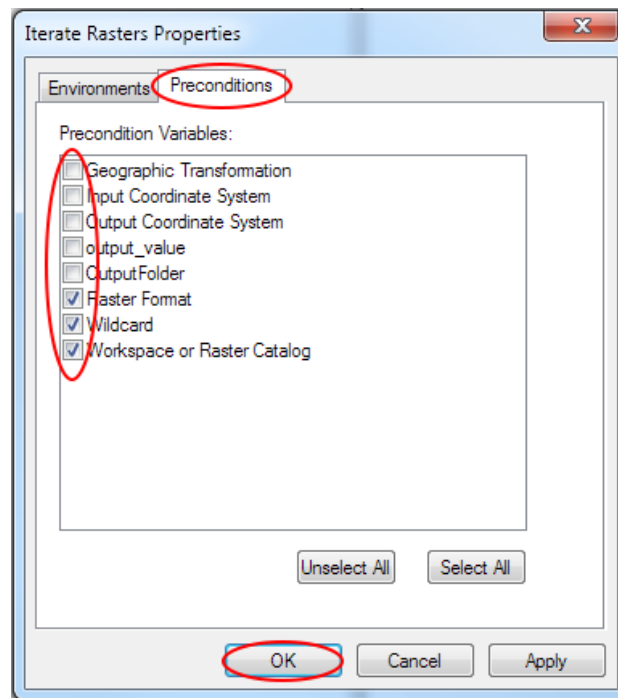 Iterate Rasters Properties
Environments Preconditions
Precondition Variables:
Geographic Transformation
Input Coordinate System
Output Coordinate System
output_value
OutputFolder
Raster Format
Wildcard
Workspace or Raster Catalog
Unselect All Select All
OK Cancel Apply